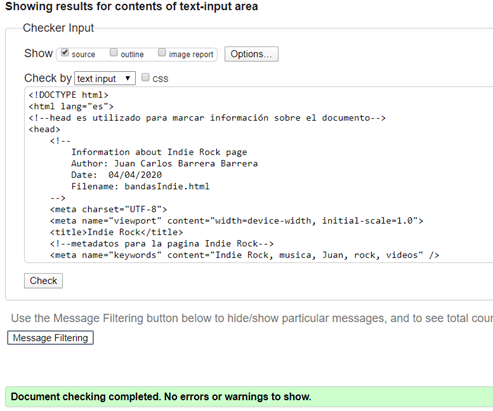 Showing results for contents of text-input area
Checker Input
Show source outline image report Options...
Check by text input css
<!DOCTYPE html>
<html lang="es">
<!--head es utilizado para marcar información sobre el documento-->
<head>
<!--
Information about Indie Rock page
Author: Juan Carlos Barrera Barrera
Date: 04/04/2020
Filename: bandasIndie.html
-->
<meta charset="UTF-8">
<meta name="viewport" content="width=device-width, initial-scale=1.0">
<title>Indie Rock</title>
<!--metadatos para la pagina Indie Rock-->
<meta name="keywords" content="Indie Rock, musica, Juan, rock, videos" />
Check
Use the Message Filtering button below to hide/show particular messages, and to see total cour
Message Filtering
Document checking completed. No errors or warnings to show.